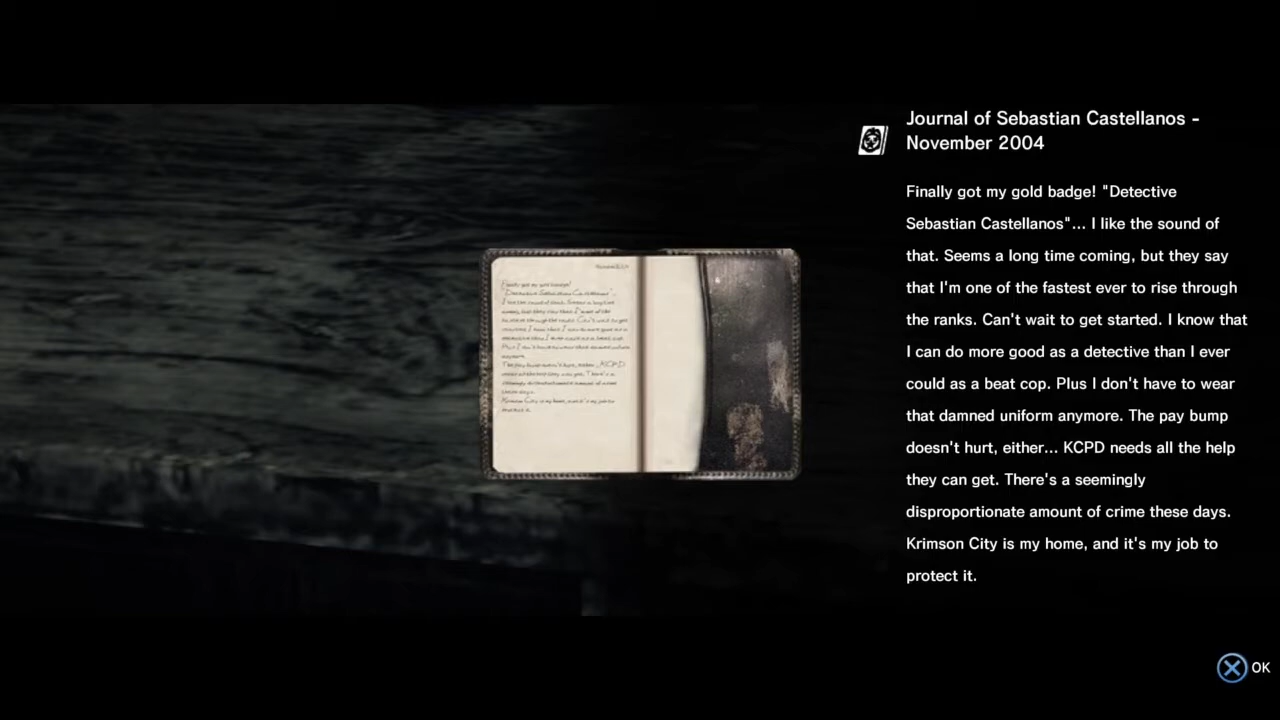 Journal of Sebastian Castellanos -
November 2004
Finally got my gold badge! "Detective
Sebastian Castellanos"... I like the sound of
that. Seems a long time coming, but they say
that I'm one of the fastest ever to rise through
the ranks. Can't wait to get started. I know that
I can do more good as a detective than I ever
could as a beat cop. Plus I don't have to wear
that damned uniform anymore. The pay bump
doesn't hurt, either... KCPD needs all the help
they can get. There's a seemingly
disproportionate amount of crime these days.
Krimson City is my home, and it's my job to
protect it.
OK